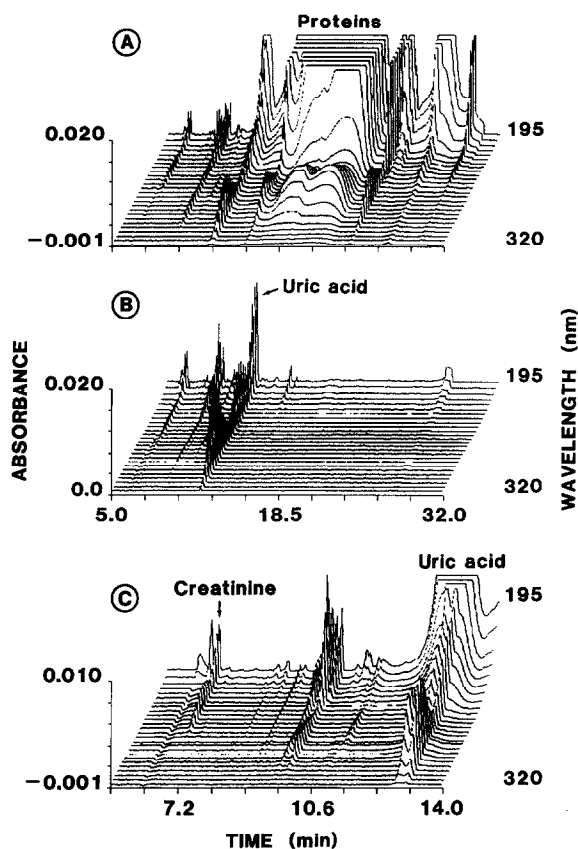 Proteins
A
0.020
195
-0.001
320
Uric acid
B
ABSORBANCE
0.020
195
WAVELENGTH (nm)
0.0
320
5.0 18.5 32.0
Uric acid
Creatinine
195
C
0.010
-0.001
320
7.2 10.6 14.0
TIME (min)